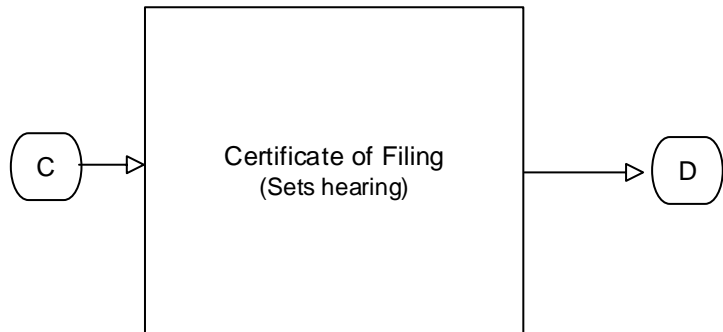 C
Certificate of Filing
(Sets hearing)
D